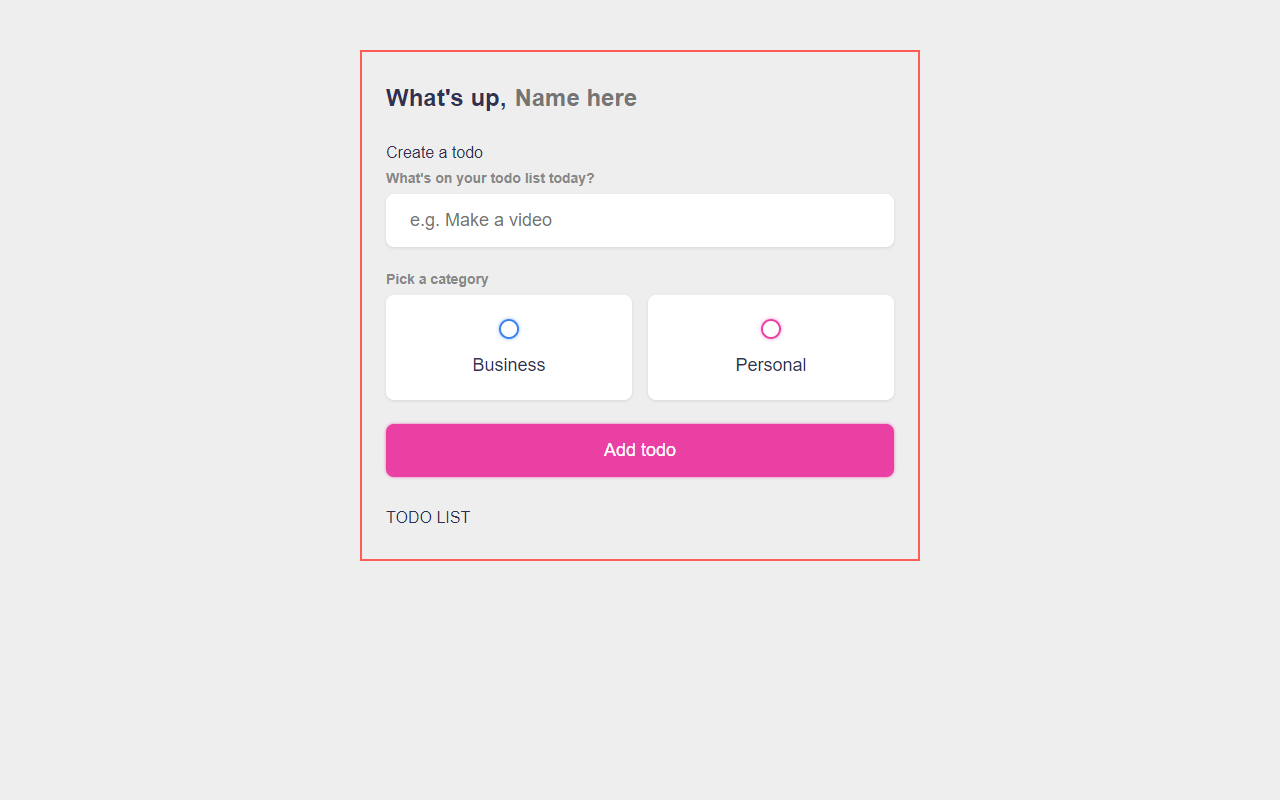 What's up, Name here
Create a todo
What's on your todo list today?
e.g. Make a video
Pick a category
Business
Personal
Add todo
TODO LIST